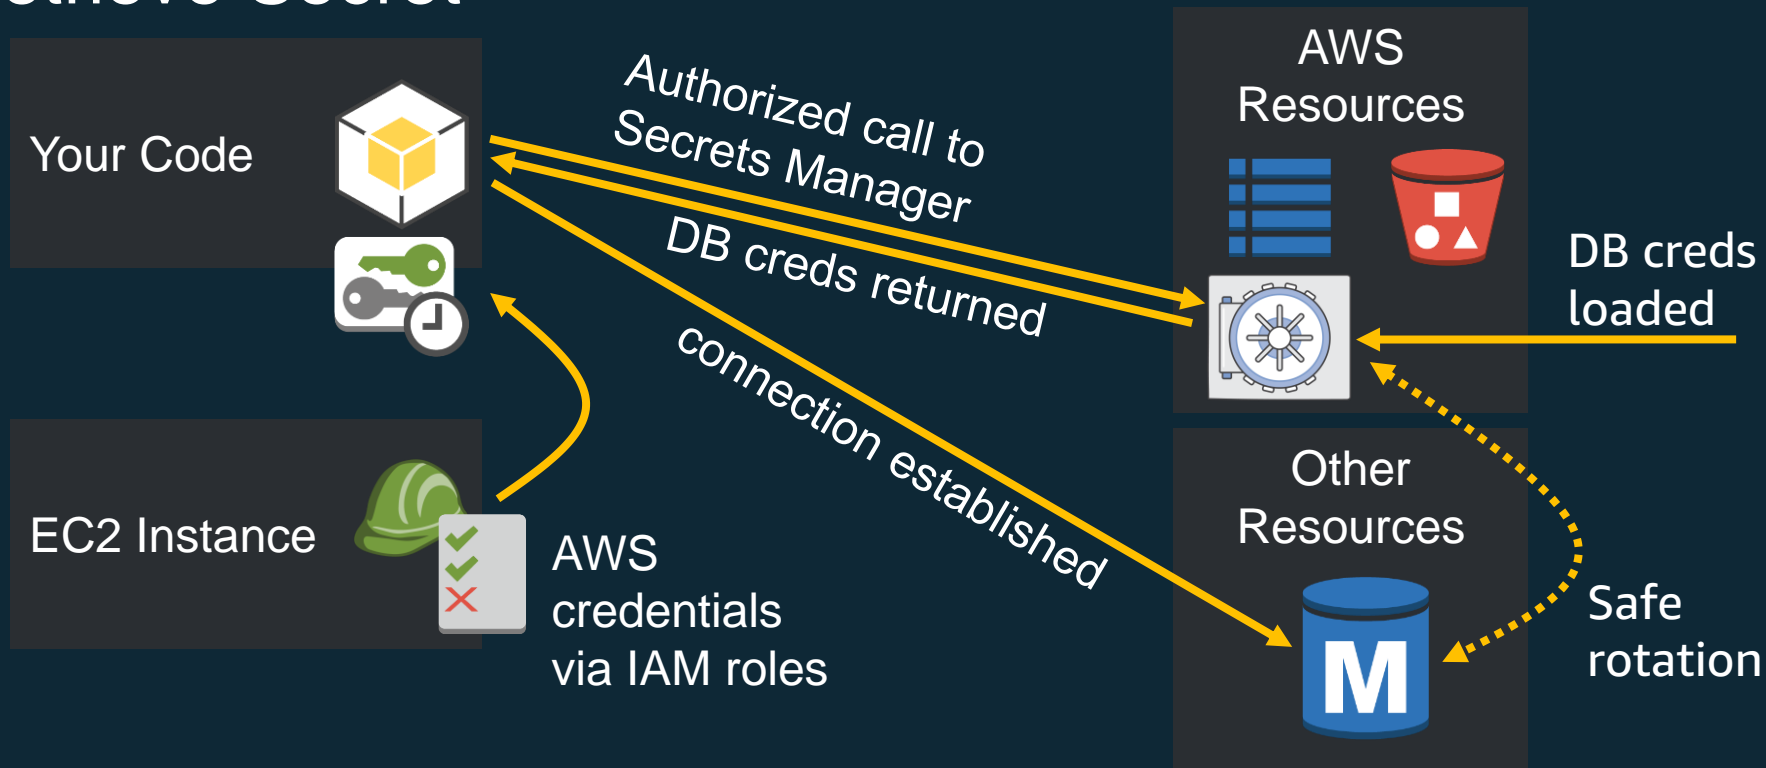 Secret
Your Code
Authorized call to
Secrets Manager
DB creds returned
connection established
AWS
Resources
DB creds
loaded
EC2 Instance
AWS
credentials
via IAM roles
Other
Resources
M
Safe
rotation